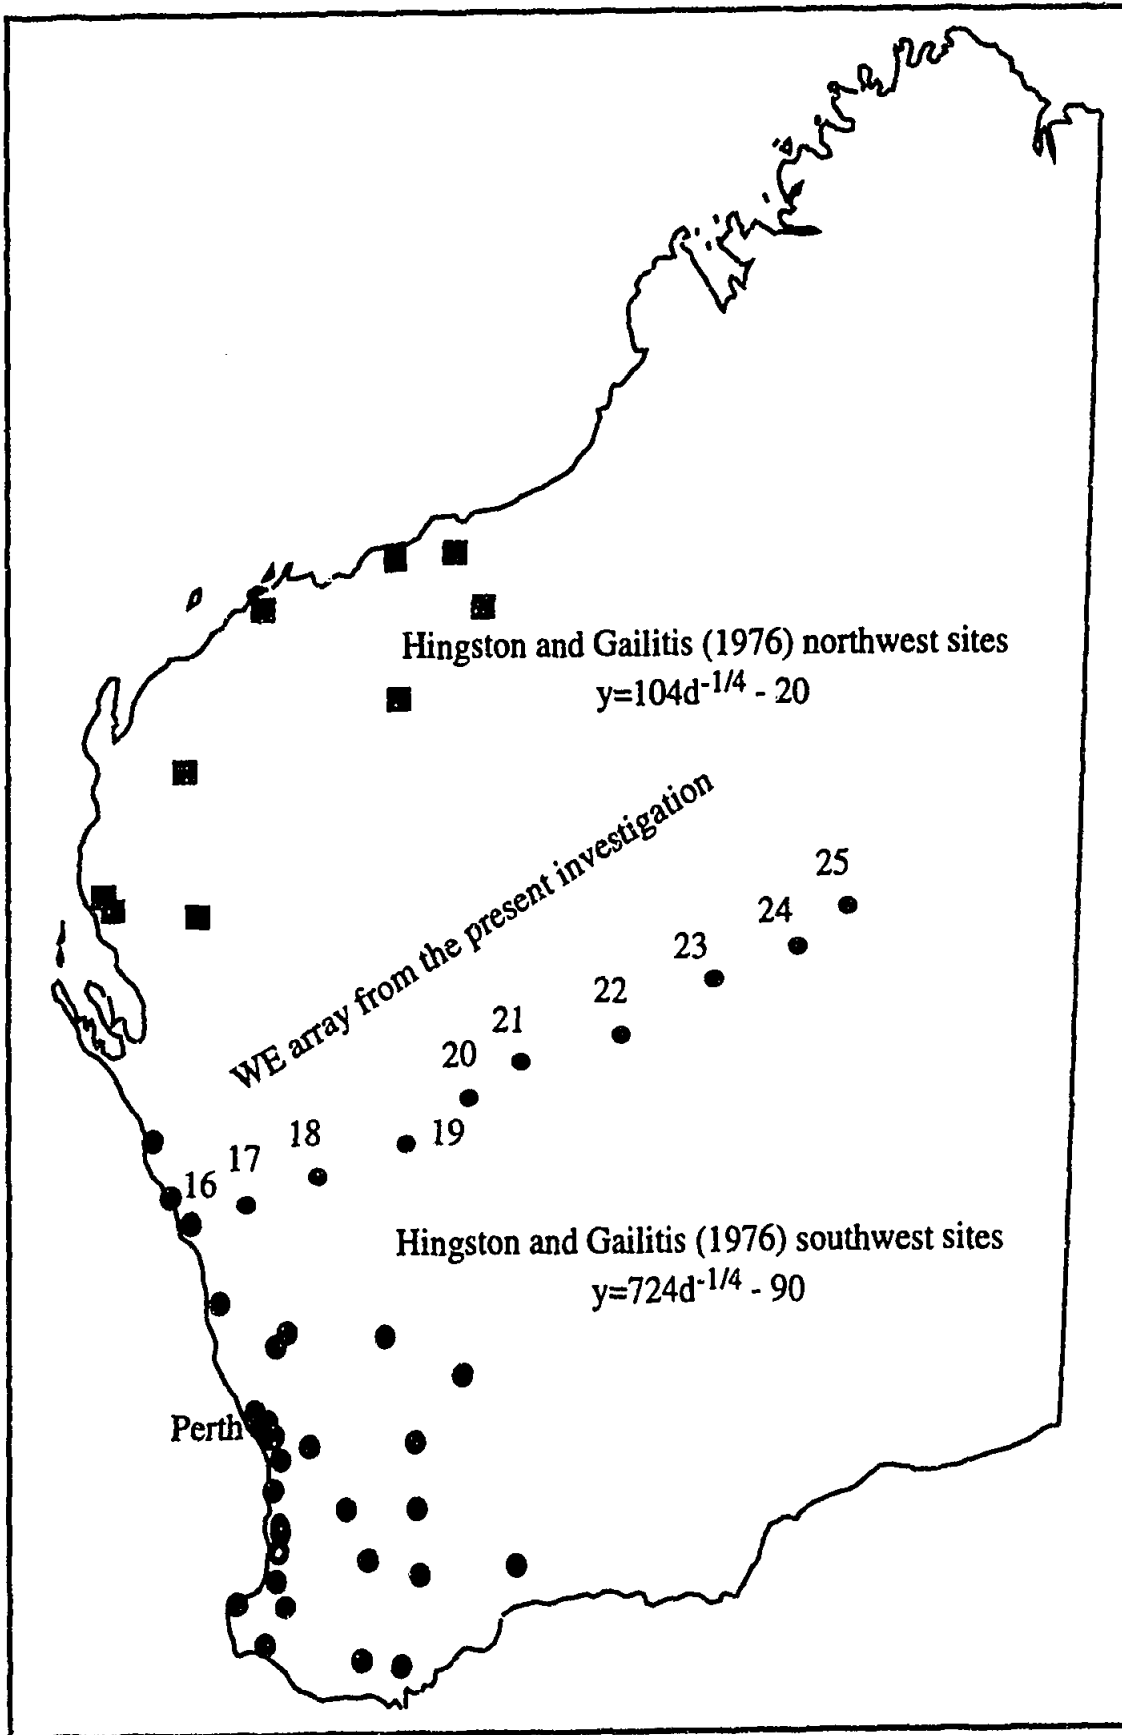 Hingston and Gailitis (1976) northwest sites
y=104d-1/4 - 20
WE array from the present investigation
25
24
23
22
21
20
19
18
17
16
Hingston and Gailitis (1976) southwest sites
y=724d-1/4 - 90
Perth